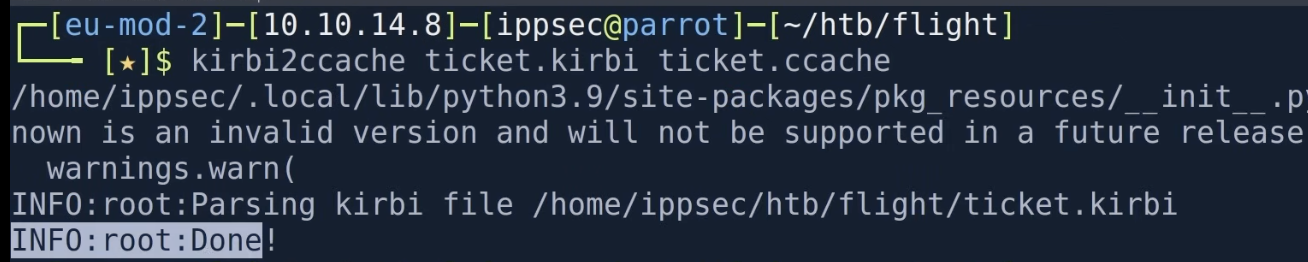 ┌─[eu-mod-2]─[10.10.14.8]─[ippsec@parrot]─[~/htb/flight]
└──╼ [★]$ kirbi2ccache ticket.kirbi ticket.ccache
/home/ippsec/.local/lib/python3.9/site-packages/pkg_resources/__init__.py
nown is an invalid version and will not be supported in a future release
  warnings.warn(
INFO:root:Parsing kirbi file /home/ippsec/htb/flight/ticket.kirbi
INFO:root:Done!